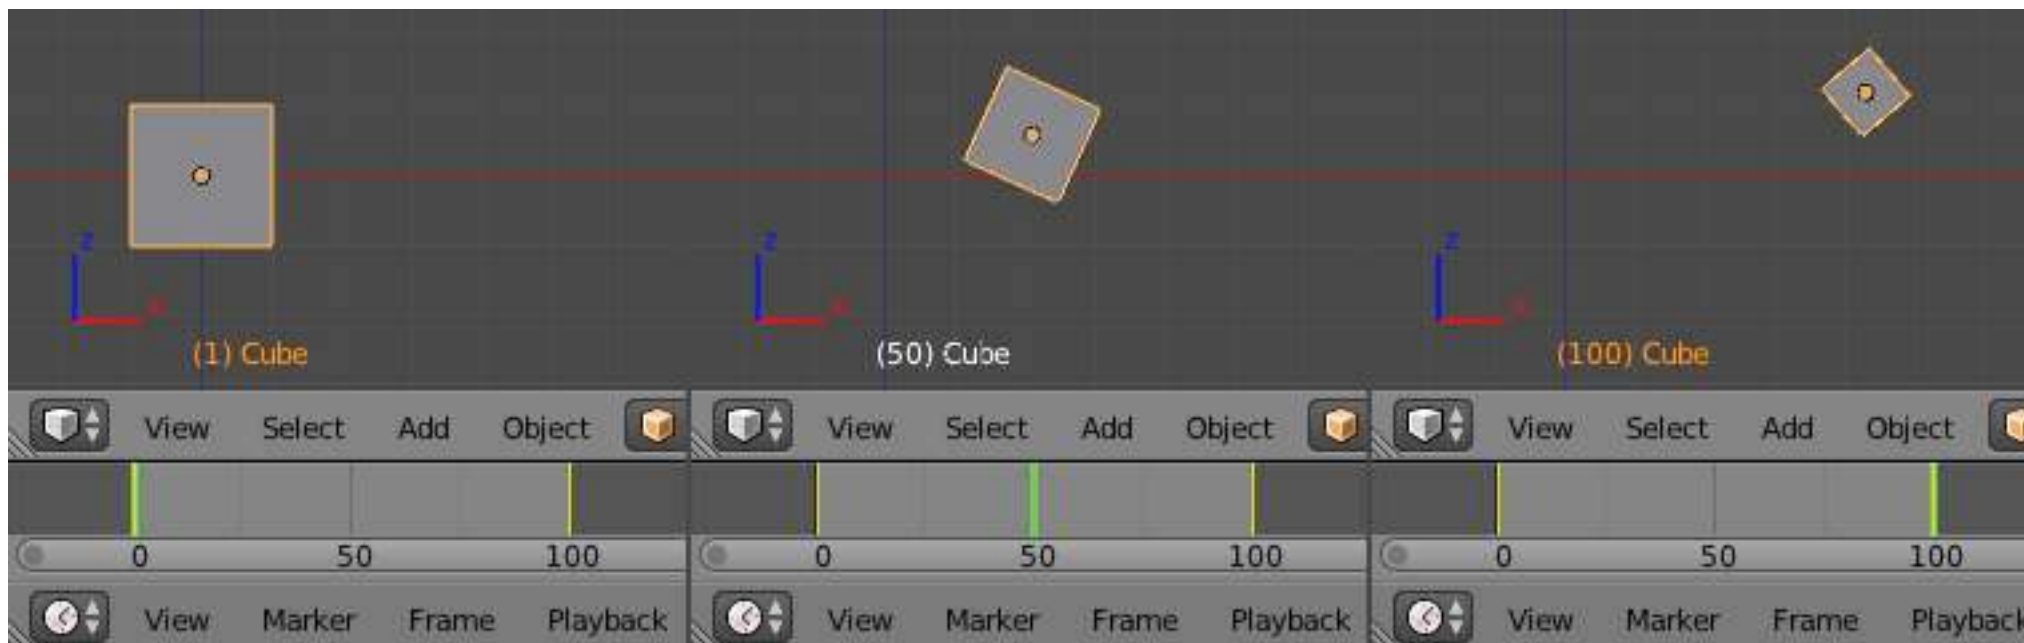 Z Z Z
X X X
(1) Cube (50) Cube (100) Cube
View Select Add Object View Select Add Object View Select Add Object
0 50 100 0 50 100 0 50 100
View Marker Frame Playback View Marker Frame Playback View Marker Frame Playback